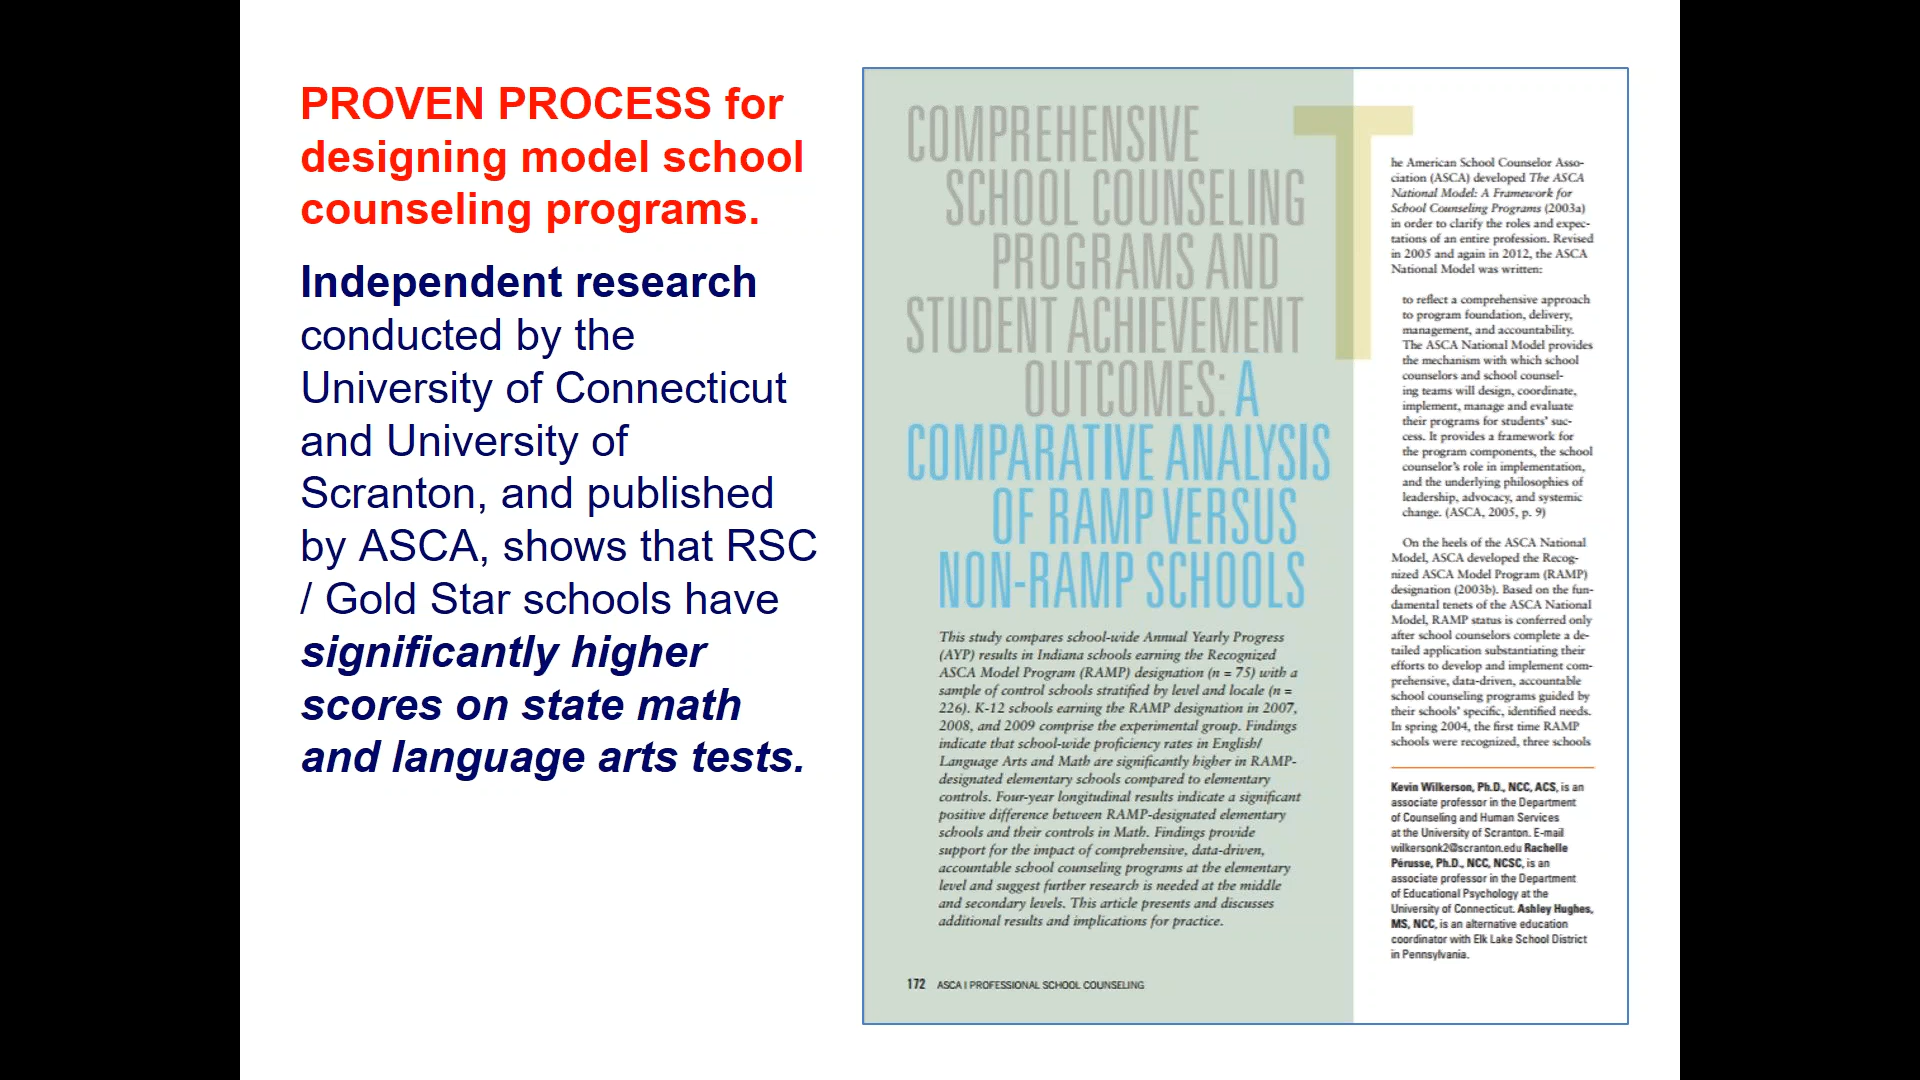 PROVEN PROCESS for
designing model school
counseling programs.
Independent research
conducted by the
University of Connecticut
and University of
Scranton, and published
by ASCA, shows that RSC
/ Gold Star schools have
significantly higher
scores on state math
and language arts tests.
COMPREHENSIVE
SCHOOL COUNSELING
PROGRAMS AND
STUDENT ACHIEVEMENT
OUTCOMES: A
COMPARATIVE ANALYSIS
OF RAMP VERSUS
NON-RAMP SCHOOLS
This study compares school-wide Annual Yearly Progress
(AYP) results in Indiana schools earning the Recognized
ASCA Model Program (RAMP) designation (n = 75) with a
sample of control schools stratified by level and locale (n =
226). K-12 schools earning the RAMP designation in 2007,
2008, and 2009 comprise the experimental group. Findings
indicate that school-wide proficiency rates in English/
Language Arts and Math are significantly higher in RAMP-
designated elementary schools compared to elementary
controls. Four-year longitudinal results indicate a significant
positive difference between RAMP-designated elementary
schools and their controls in Math. Findings provide
support for the impact of comprehensive, data-driven,
accountable school counseling programs at the elementary
level and suggest further research is needed at the middle
and secondary levels. This article presents and discusses
additional results and implications for practice.
172 ASCA | PROFESSIONAL SCHOOL COUNSELING
T
he American School Counselor Asso-
ciation (ASCA) developed The ASCA
National Model: A Framework for
School Counseling Programs (2003a)
in order to clarify the roles and expec-
tations of an entire profession. Revised
in 2005 and again in 2012, the ASCA
National Model was written:
to reflect a comprehensive approach
to program foundation, delivery,
management, and accountability.
The ASCA National Model provides
the mechanism with which school
counselors and school counsel-
ing teams will design, coordinate,
implement, manage and evaluate
their programs for students' suc-
cess. It provides a framework for
the program components, the school
counselor's role in implementation,
and the underlying philosophies of
leadership, advocacy, and systemic
change. (ASCA, 2005, p. 9)
On the heels of the ASCA National
Model, ASCA developed the Recog-
nized ASCA Model Program (RAMP)
designation (2003b). Based on the fun-
damental tenets of the ASCA National
Model, RAMP status is conferred only
after school counselors complete a de-
tailed application substantiating their
efforts to develop and implement com-
prehensive, data-driven, accountable
school counseling programs guided by
their schools' specific, identified needs.
In spring 2004, the first time RAMP
schools were recognized, three schools
Kevin Wilkerson, Ph.D., NCC, ACS, is an
associate professor in the Department
of Counseling and Human Services
at the University of Scranton. E-mail
wilkersonk2@scranton.edu Rachelle
Pérusse, Ph.D., NCC, NCSC, is an
associate professor in the Department
of Educational Psychology at the
University of Connecticut. Ashley Hughes,
MS, NCC, is an alternative education
coordinator with Elk Lake School District
in Pennsylvania.